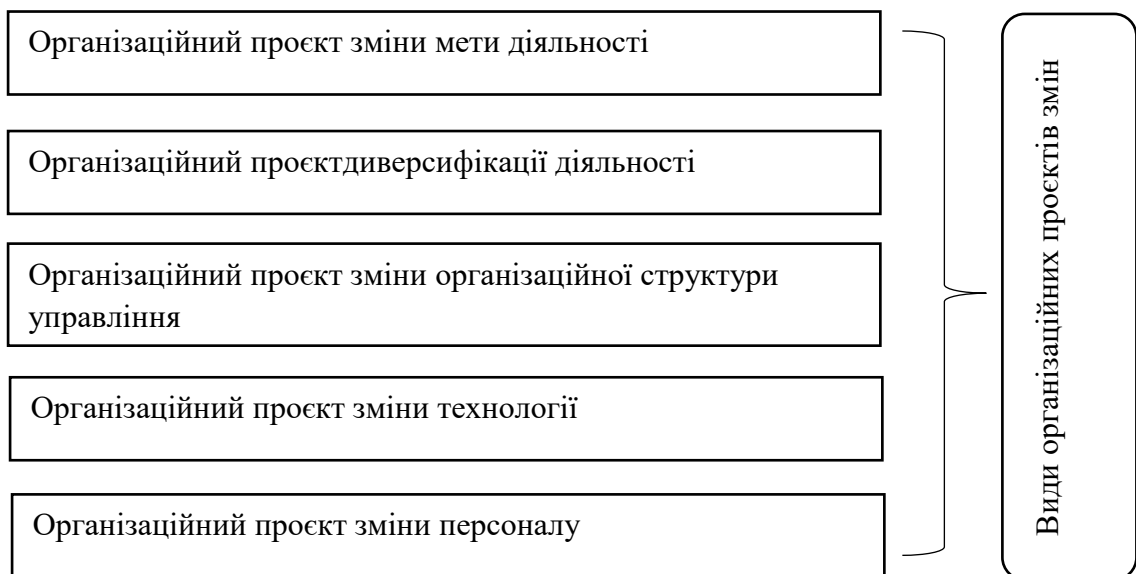 Організаційний проєкт зміни мети діяльності
Організаційний проєктдиверсифікації діяльності
Організаційний проєкт зміни організаційної структури
управління
Організаційний проєкт зміни технології
Організаційний проєкт зміни персоналу
Види організаційних проєктів змін